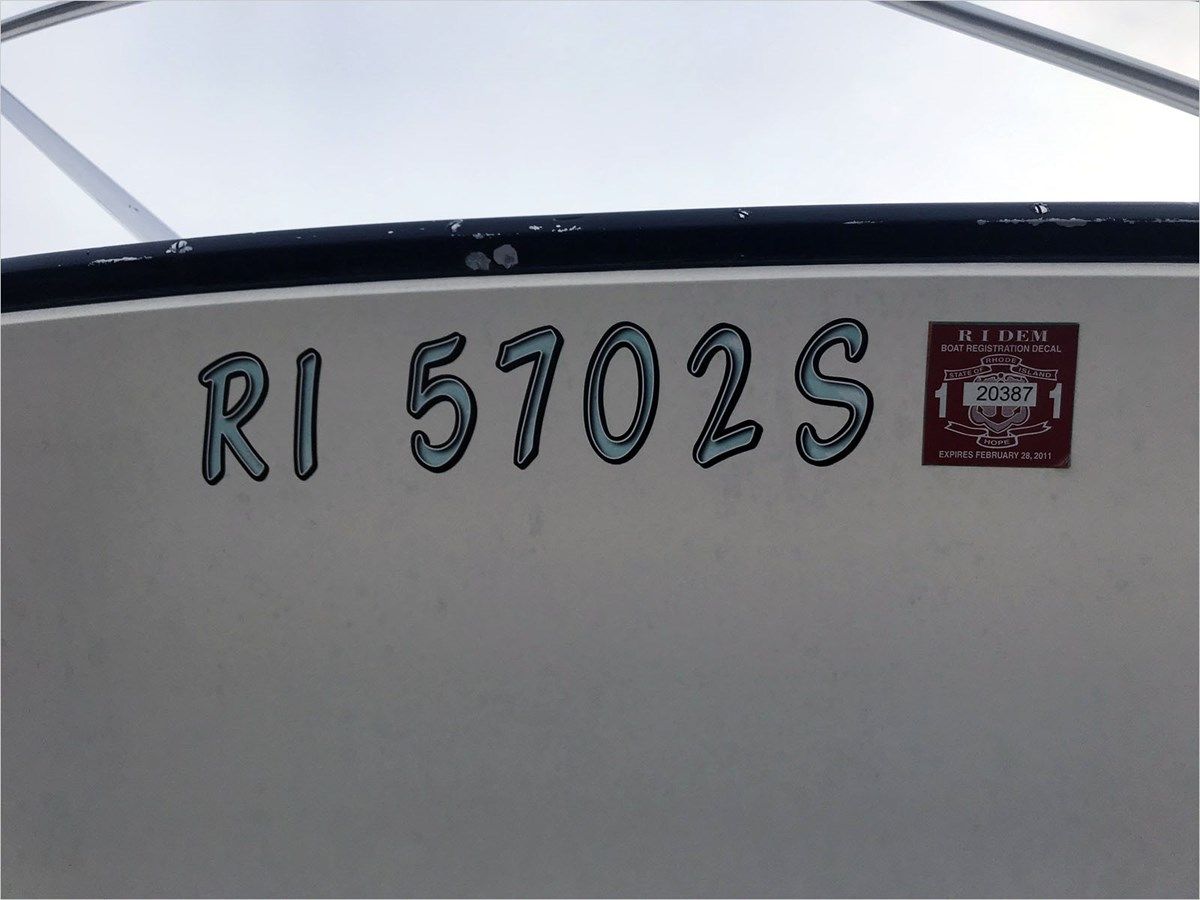 RI 5702S
R I DEM
BOAT REGISTRATION DECAL
RHODE
STATE OF ISLAND
1 20387 1
HOPE
EXPIRES FEBRUARY 28, 2011